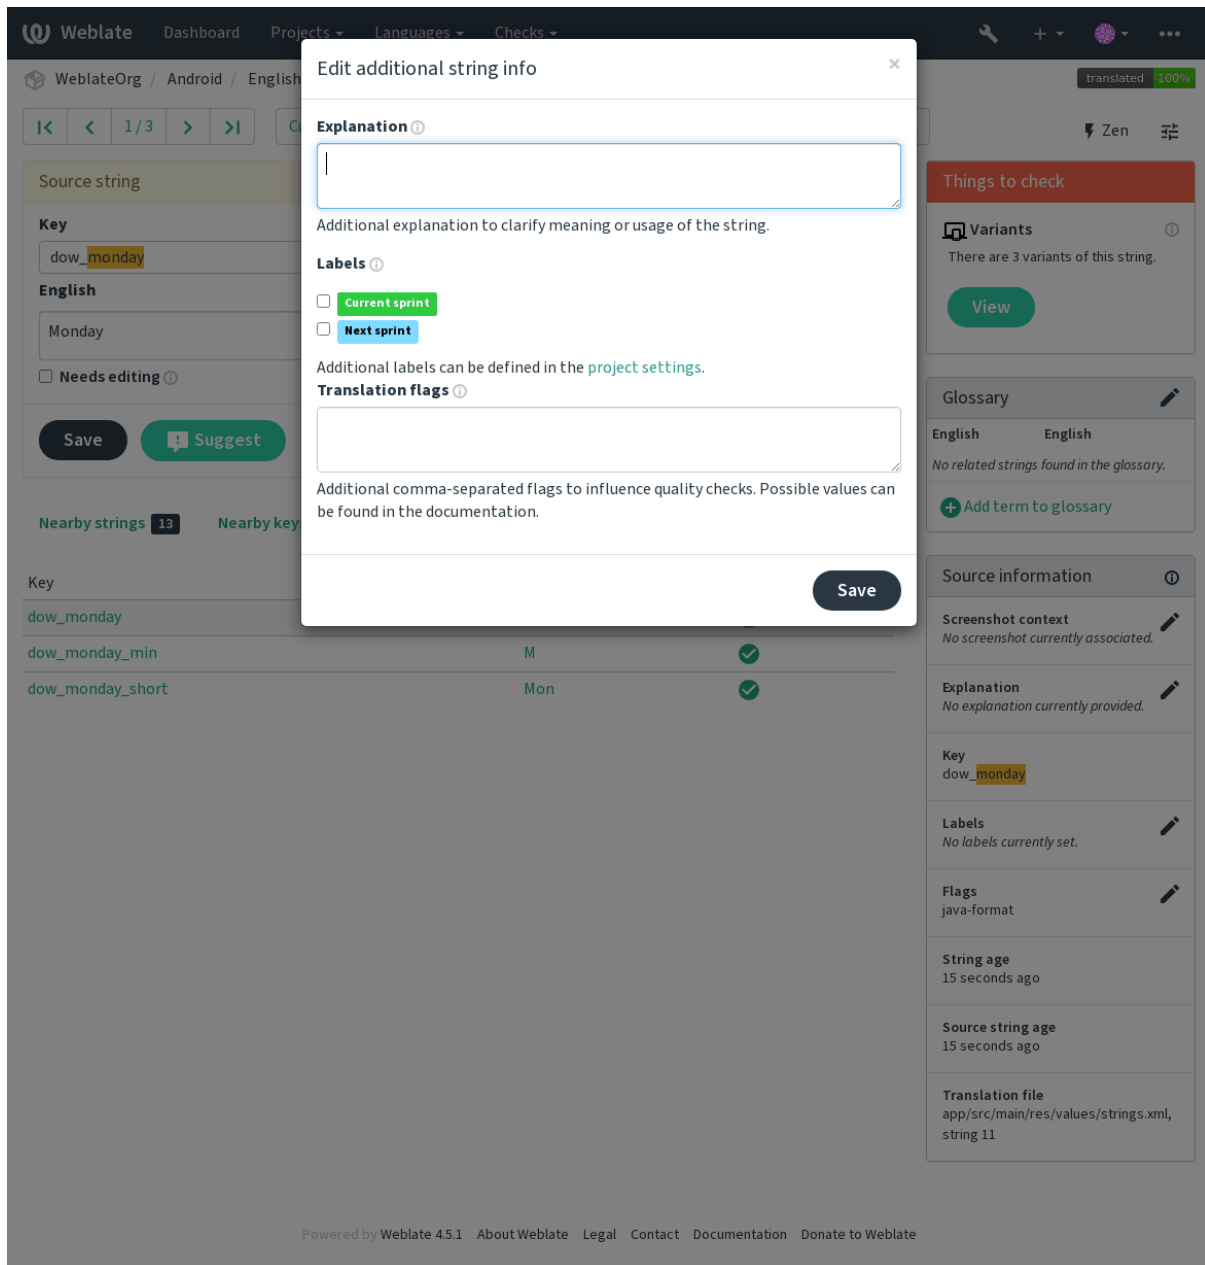 Weblate Dashboard Projects Languages Checks
WeblateOrg / Android / English
translated 100%
1 / 3
Zen
Edit additional string info
×
Explanation
Additional explanation to clarify meaning or usage of the string.
Labels
Current sprint
Next sprint
Additional labels can be defined in the project settings.
Translation flags
Additional comma-separated flags to influence quality checks. Possible values can
be found in the documentation.
Save
Source string
Key
dow_monday
English
Monday
Needs editing
Save Suggest
Nearby strings 13 Nearby keys
Key
dow_monday
dow_monday_min M
dow_monday_short Mon
Things to check
Variants
There are 3 variants of this string.
View
Glossary
English English
No related strings found in the glossary.
Add term to glossary
Source information
Screenshot context
No screenshot currently associated.
Explanation
No explanation currently provided.
Key
dow_monday
Labels
No labels currently set.
Flags
java-format
String age
15 seconds ago
Source string age
15 seconds ago
Translation file
app/src/main/res/values/strings.xml,
string 11
Powered by Weblate 4.5.1 About Weblate Legal Contact Documentation Donate to Weblate